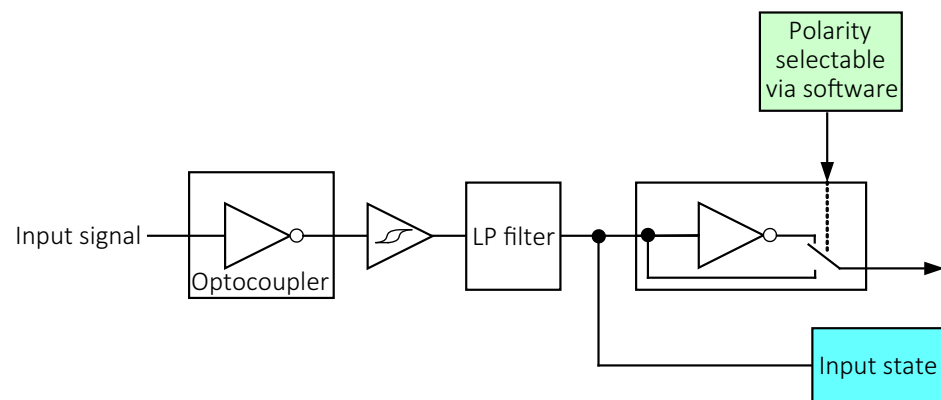 Polarity
selectable
via software
Input signal
Optocoupler
LP filter
Input state